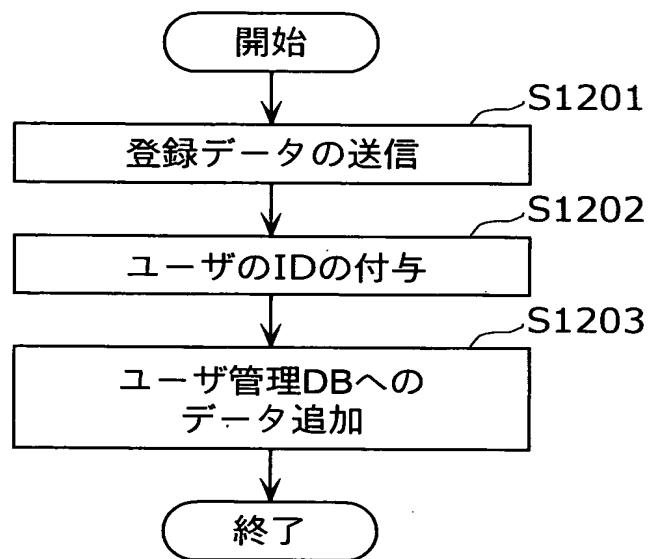 開始
S1201
登録データの送信
S1202
ユーザのIDの付与
S1203
ユーザ管理DBへの
データ追加
終了